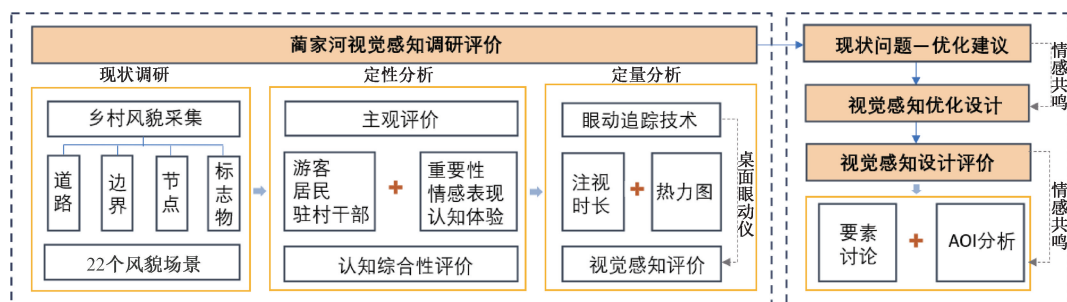 蔺家河视觉感知调研评价
现状调研
定性分析
定量分析
乡村风貌采集
道路
边界
节点
标志物
22个风貌场景
主观评价
游客
居民
驻村干部
重要性
情感表现
认知体验
认知综合性评价
眼动追踪技术
注视
时长
热力图
视觉感知评价
桌面眼动仪
现状问题—优化建议
视觉感知优化设计
视觉感知设计评价
情感共鸣
情感共鸣
要素
讨论
AOI分析